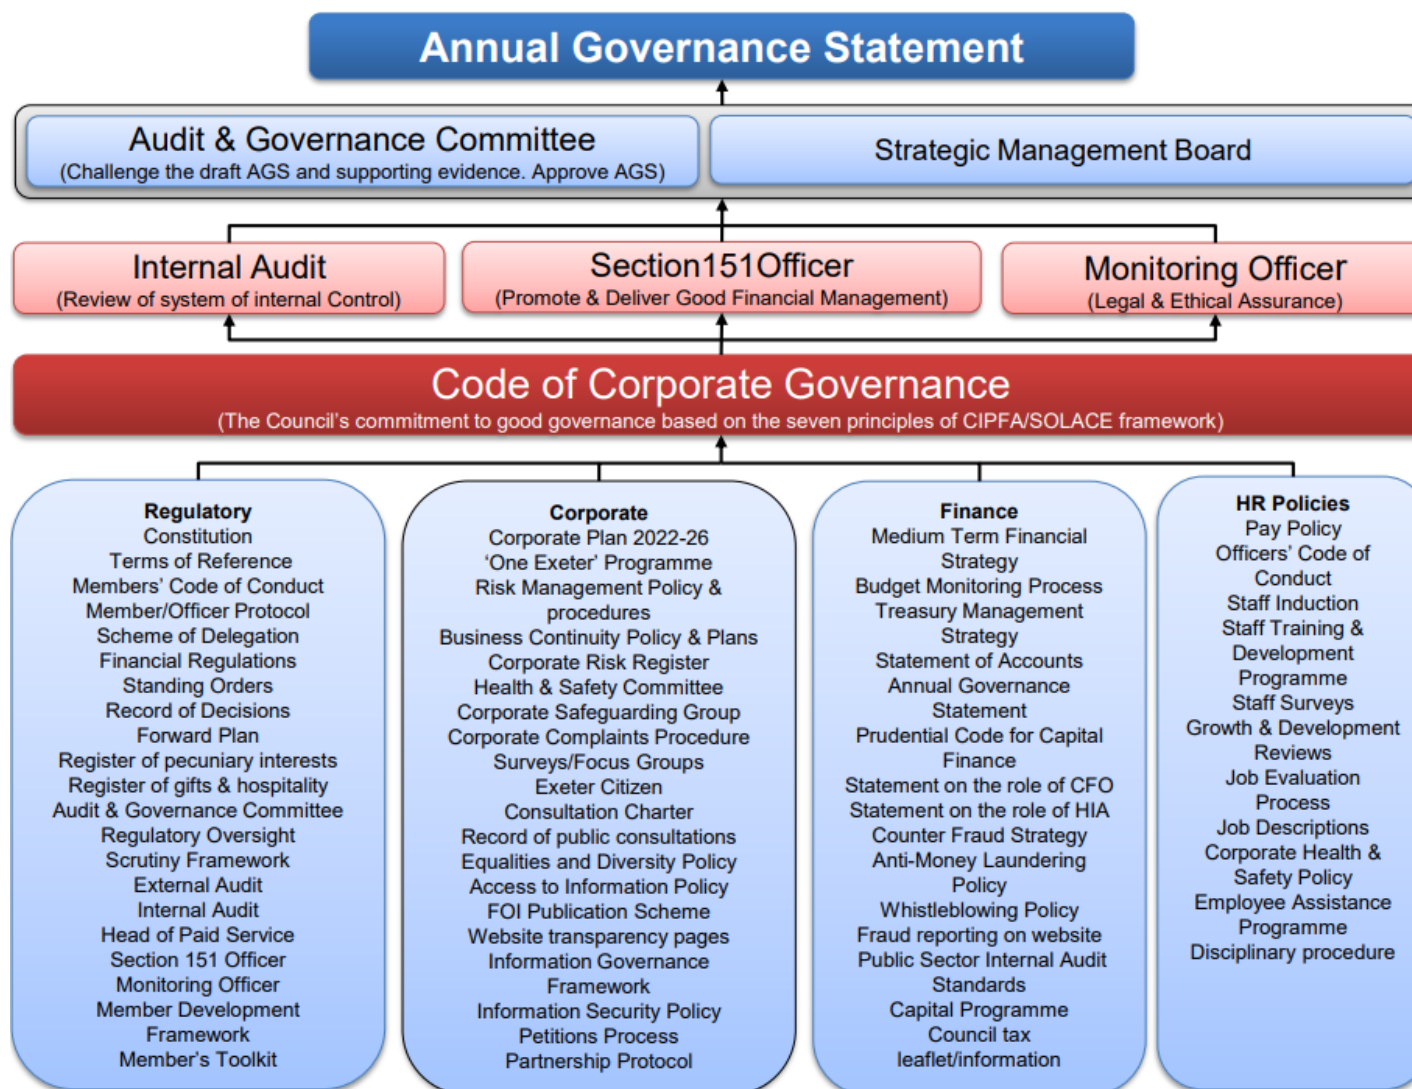 Annual Governance Statement
Audit & Governance Committee
(Challenge the draft AGS and supporting evidence. Approve AGS)
Strategic Management Board
Internal Audit
(Review of system of internal Control)
Section151Officer
(Promote & Deliver Good Financial Management)
Monitoring Officer
(Legal & Ethical Assurance)
Code of Corporate Governance
(The Council's commitment to good governance based on the seven principles of CIPFA/SOLACE framework)
Regulatory
Constitution
Terms of Reference
Members' Code of Conduct
Member/Officer Protocol
Scheme of Delegation
Financial Regulations
Standing Orders
Record of Decisions
Forward Plan
Register of pecuniary interests
Register of gifts & hospitality
Audit & Governance Committee
Regulatory Oversight
Scrutiny Framework
External Audit
Internal Audit
Head of Paid Service
Section 151 Officer
Monitoring Officer
Member Development
Framework
Member's Toolkit
Corporate
Corporate Plan 2022-26
'One Exeter' Programme
Risk Management Policy &
procedures
Business Continuity Policy & Plans
Corporate Risk Register
Health & Safety Committee
Corporate Safeguarding Group
Corporate Complaints Procedure
Surveys/Focus Groups
Exeter Citizen
Consultation Charter
Record of public consultations
Equalities and Diversity Policy
Access to Information Policy
FOI Publication Scheme
Website transparency pages
Information Governance
Framework
Information Security Policy
Petitions Process
Partnership Protocol
Finance
Medium Term Financial
Strategy
Budget Monitoring Process
Treasury Management
Strategy
Statement of Accounts
Annual Governance
Statement
Prudential Code for Capital
Finance
Statement on the role of CFO
Statement on the role of HIA
Counter Fraud Strategy
Anti-Money Laundering
Policy
Whistleblowing Policy
Fraud reporting on website
Public Sector Internal Audit
Standards
Capital Programme
Council tax
leaflet/information
HR Policies
Pay Policy
Officers' Code of
Conduct
Staff Induction
Staff Training &
Development
Programme
Staff Surveys
Growth & Development
Reviews
Job Evaluation
Process
Job Descriptions
Corporate Health &
Safety Policy
Employee Assistance
Programme
Disciplinary procedure